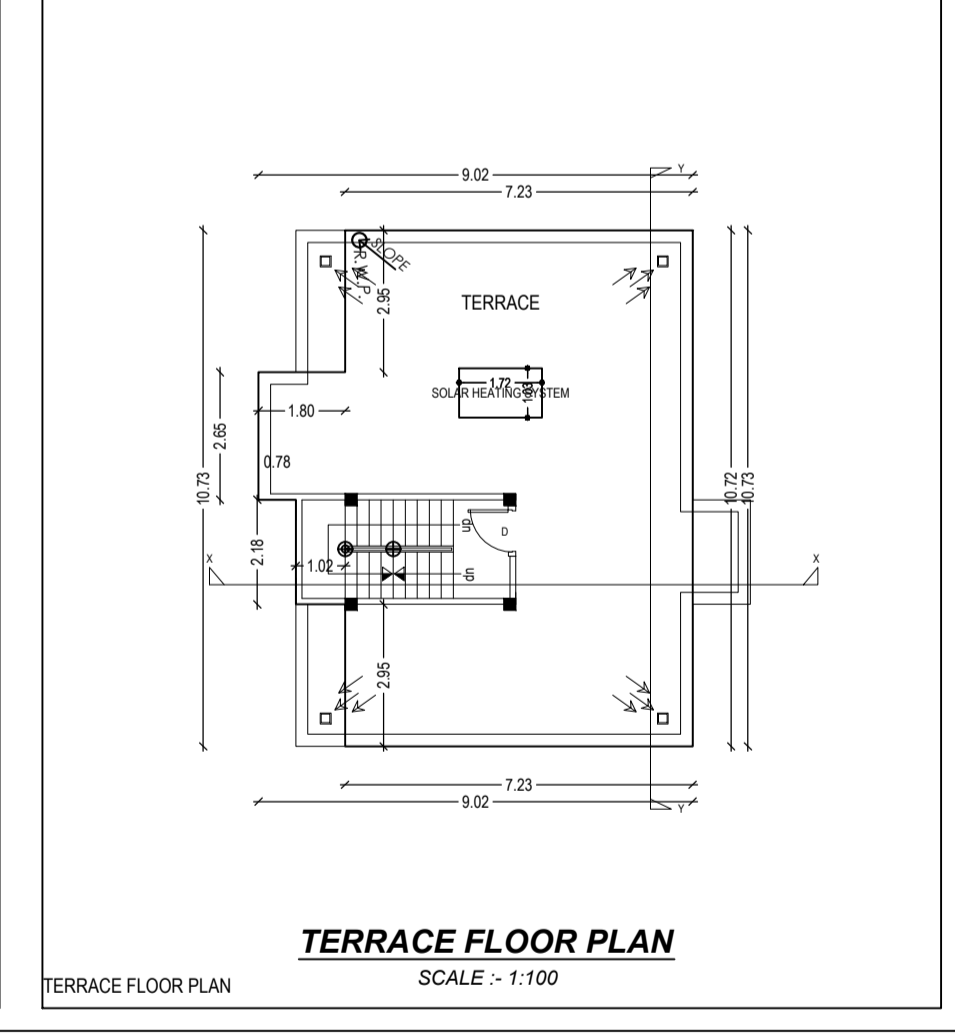 9.02
Y
7.23
SLOPE
R.W.P.
2.95
TERRACE
1.72
1.03
SOLAR HEATING SYSTEM
1.80
2.65
0.78
10.73
10.72
10.73
up
D
2.18
X
1.02
dn
X
2.95
7.23
9.02
Y
TERRACE FLOOR PLAN
SCALE :- 1:100
TERRACE FLOOR PLAN